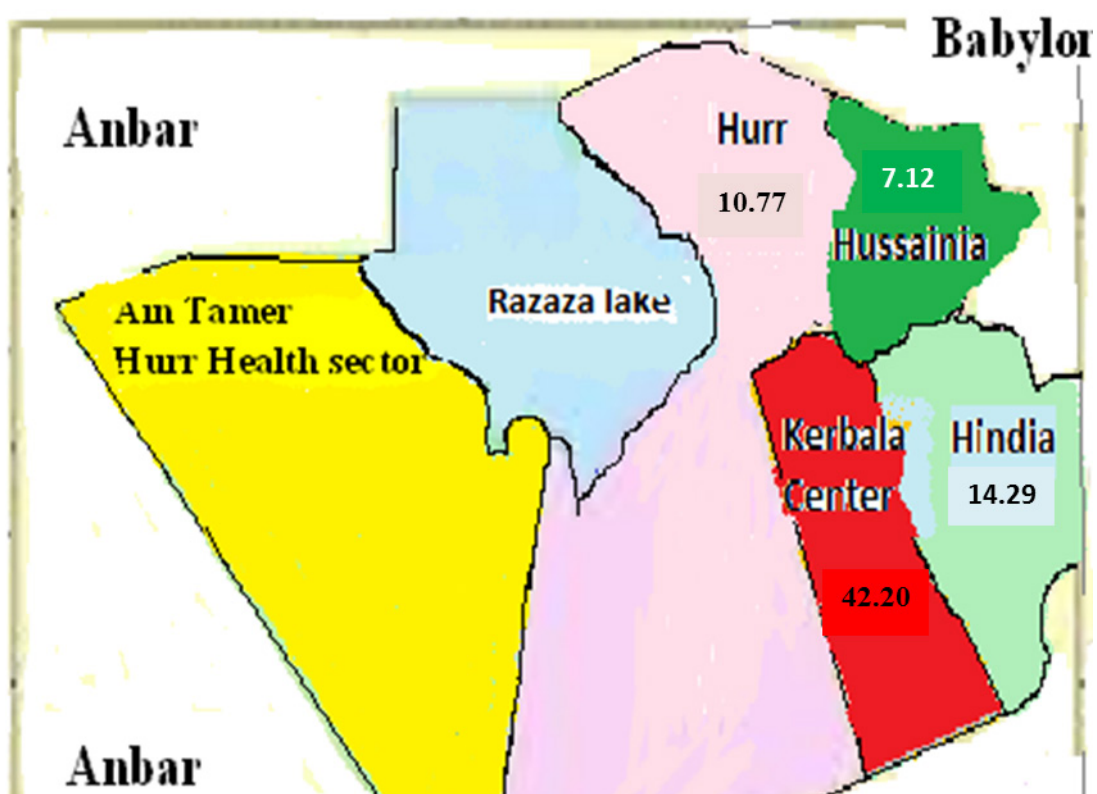 Babylon
Anbar
Hurr
10.77
7.12
Hussainia
Ain Tamer
Hurr Health sector
Razaza lake
Kerbala
Center
42.20
Hindia
14.29
Anbar